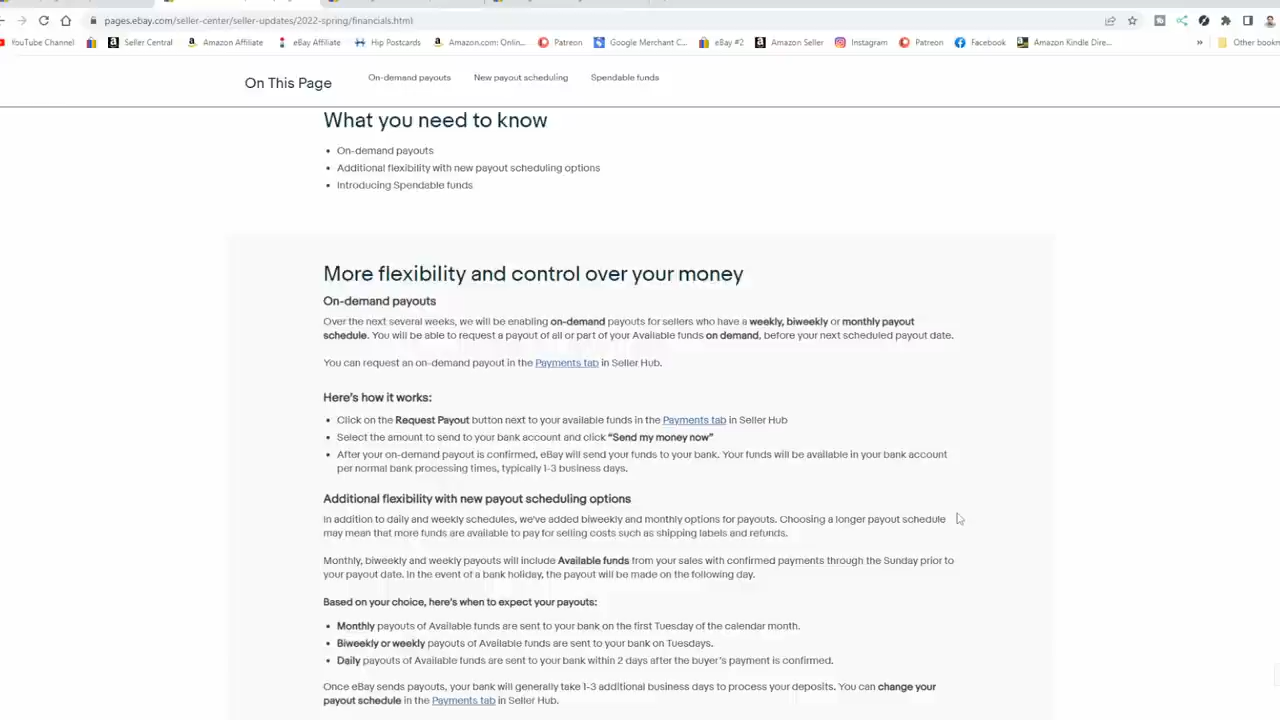 pages.ebay.com/seller-center/seller-updates/2022-spring/financials.html
YouTube Channel Seller Central Amazon Affiliate eBay Affiliate Hip Postcards Amazon.com: Onlin... Patreon Google Merchant C... eBay #2 Amazon Seller Instagram Patreon Facebook Amazon Kindle Dire... » Other bookm
On This Page On-demand payouts New payout scheduling Spendable funds
What you need to know
• On-demand payouts
• Additional flexibility with new payout scheduling options
• Introducing Spendable funds
More flexibility and control over your money
On-demand payouts
Over the next several weeks, we will be enabling on-demand payouts for sellers who have a weekly, biweekly or monthly payout
schedule. You will be able to request a payout of all or part of your Available funds on demand, before your next scheduled payout date.
You can request an on-demand payout in the Payments tab in Seller Hub.
Here's how it works:
• Click on the Request Payout button next to your available funds in the Payments tab in Seller Hub
• Select the amount to send to your bank account and click “Send my money now”
• After your on-demand payout is confirmed, eBay will send your funds to your bank. Your funds will be available in your bank account
per normal bank processing times, typically 1-3 business days.
Additional flexibility with new payout scheduling options
In addition to daily and weekly schedules, we've added biweekly and monthly options for payouts. Choosing a longer payout schedule
may mean that more funds are available to pay for selling costs such as shipping labels and refunds.
Monthly, biweekly and weekly payouts will include Available funds from your sales with confirmed payments through the Sunday prior to
your payout date. In the event of a bank holiday, the payout will be made on the following day.
Based on your choice, here's when to expect your payouts:
• Monthly payouts of Available funds are sent to your bank on the first Tuesday of the calendar month.
• Biweekly or weekly payouts of Available funds are sent to your bank on Tuesdays.
• Daily payouts of Available funds are sent to your bank within 2 days after the buyer's payment is confirmed.
Once eBay sends payouts, your bank will generally take 1-3 additional business days to process your deposits. You can change your
payout schedule in the Payments tab in Seller Hub.